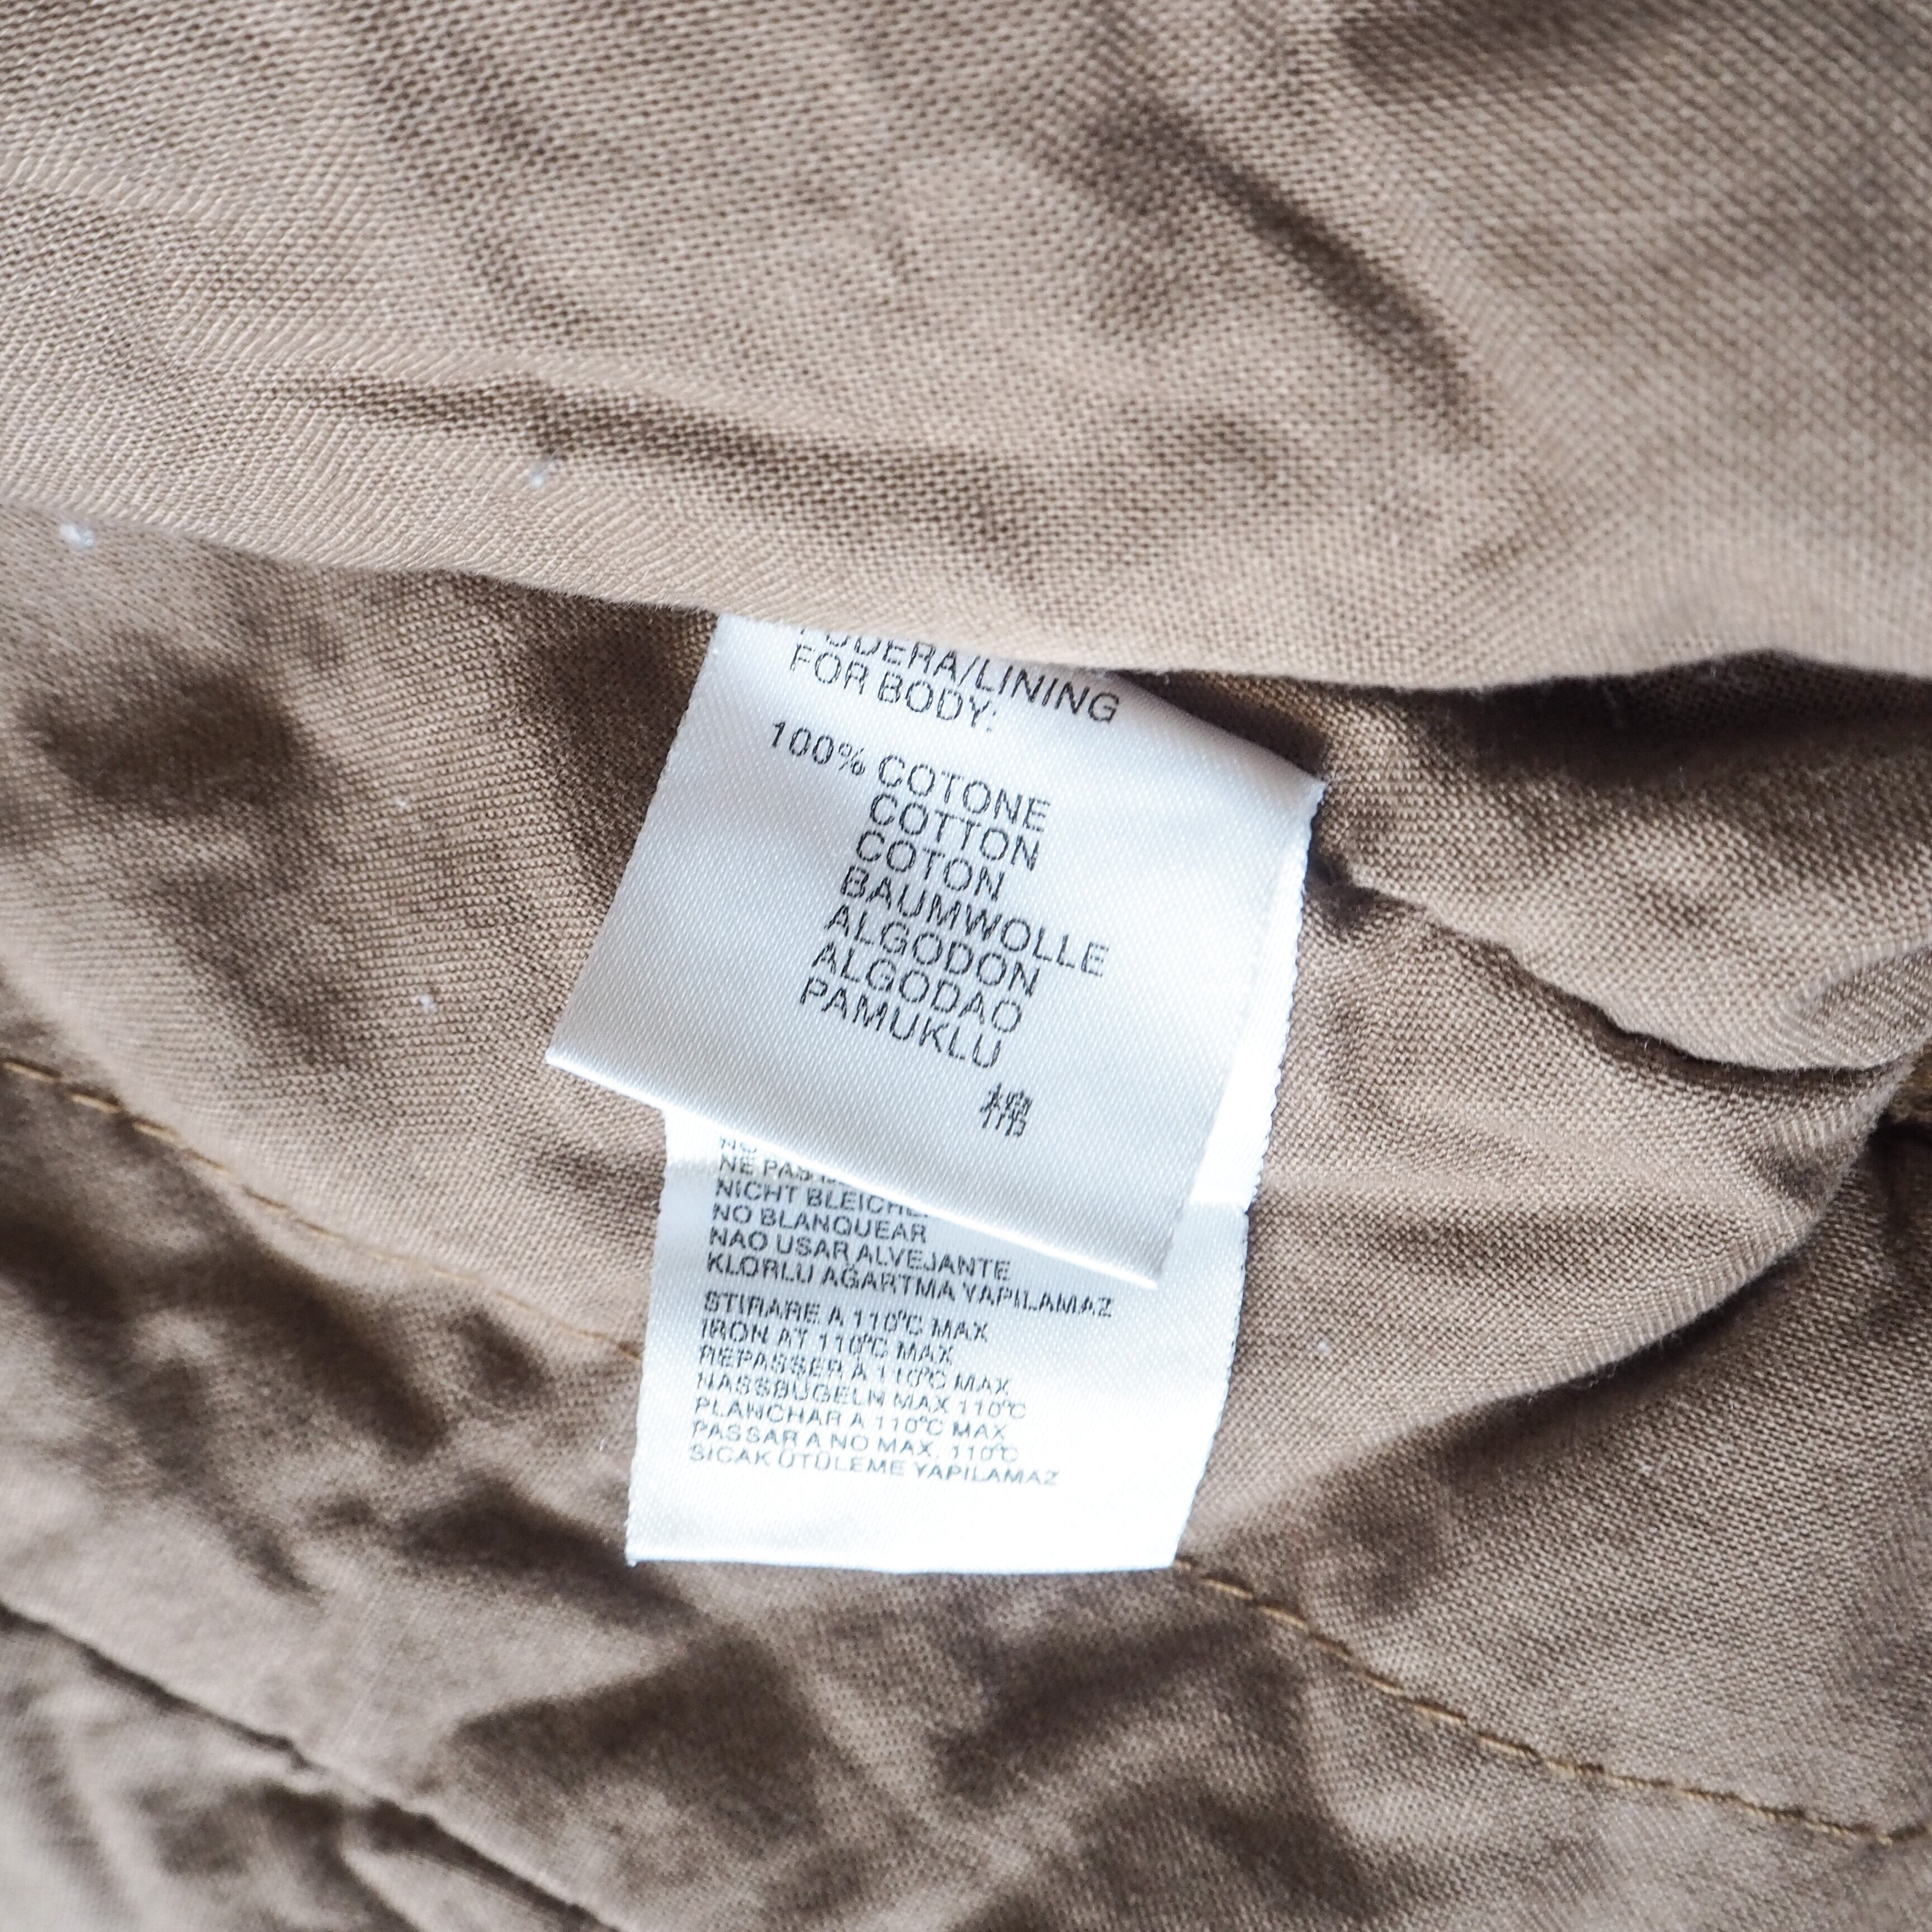 FODERA/LINING
FOR BODY:
100% COTONE
COTTON
COTON
BAUMWOLLE
ALGODON
ALGODAO
PAMUKLU
棉
NE PAS
NICHT BLEICHE
NO BLANQUEAR
NAO USAR ALVEJANTE
KLORLU AĞARTMA YAPILAMAZ
STIRARE A 110°C MAX
IRON AT 110°C MAX
REPASSER À 110°C MAX
NASSBÜGELN MAX 110°C
PLANCHAR A 110°C MAX
PASSAR A NO MAX. 110°C
SICAK ÜTÜLEME YAPILAMAZ